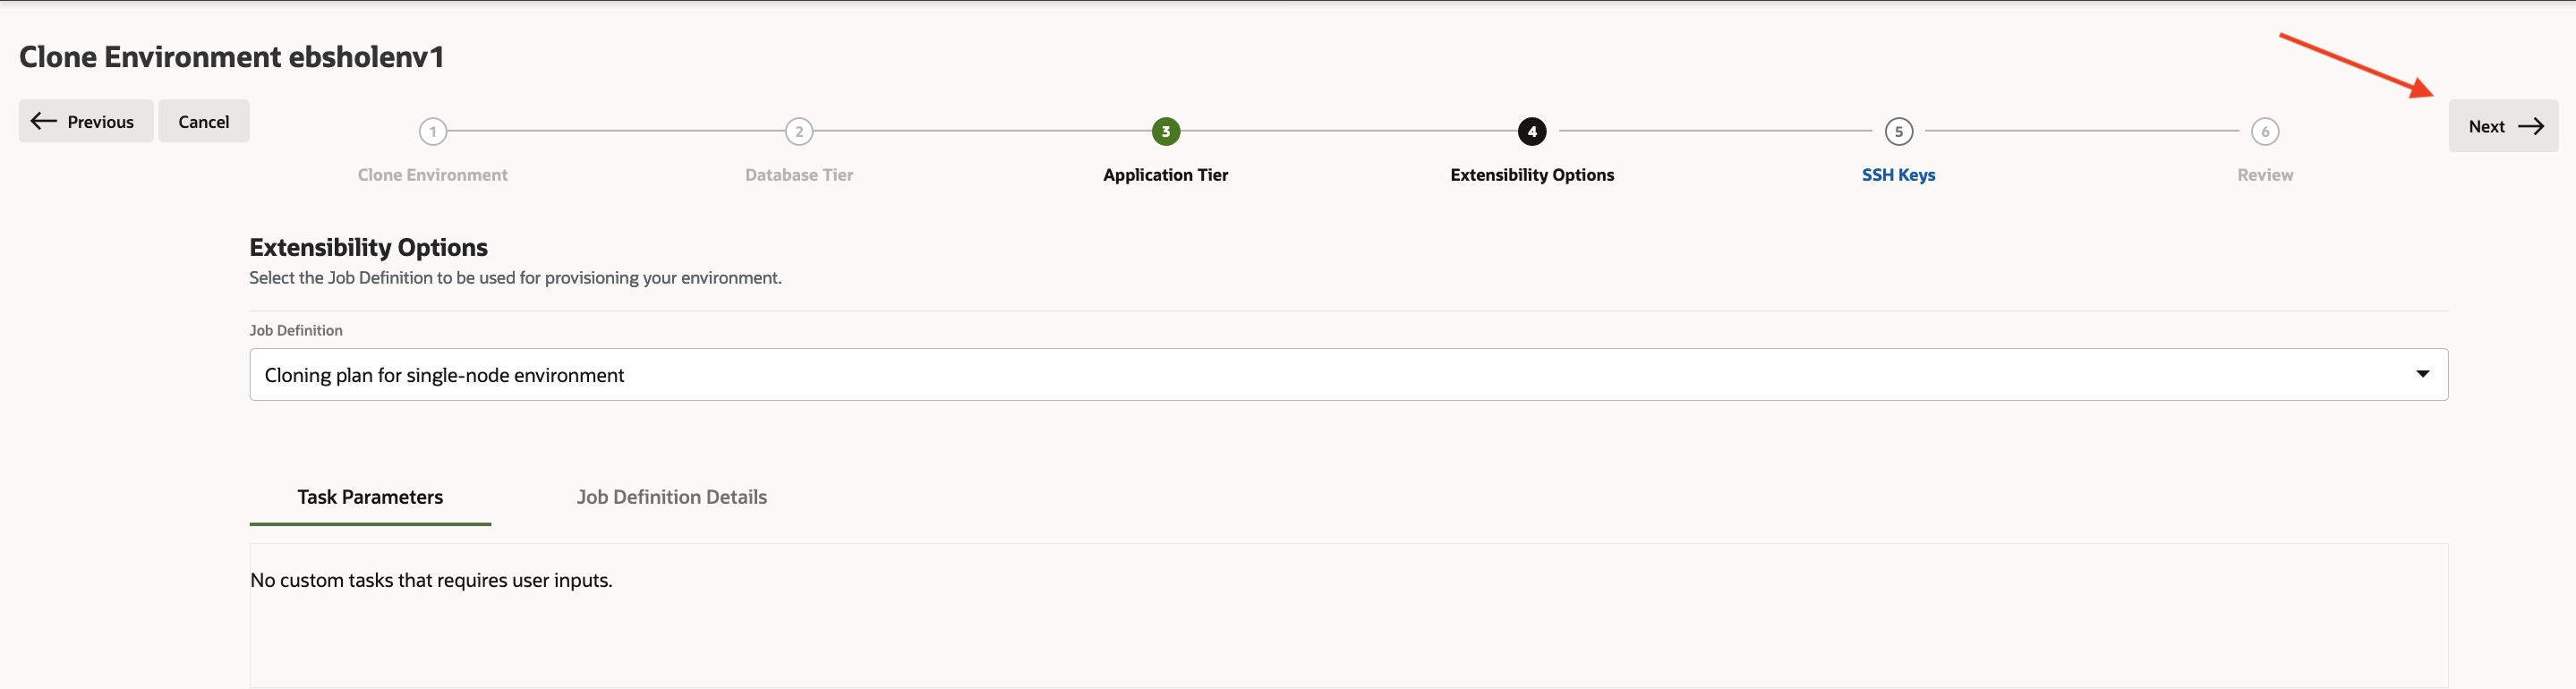 Clone Environment ebsholenv1
Previous
Cancel
1
2
3
4
5
6
Next
Clone Environment
Database Tier
Application Tier
Extensibility Options
SSH Keys
Review
Extensibility Options
Select the Job Definition to be used for provisioning your environment.
Job Definition
Cloning plan for single-node environment
Task Parameters
Job Definition Details
No custom tasks that requires user inputs.